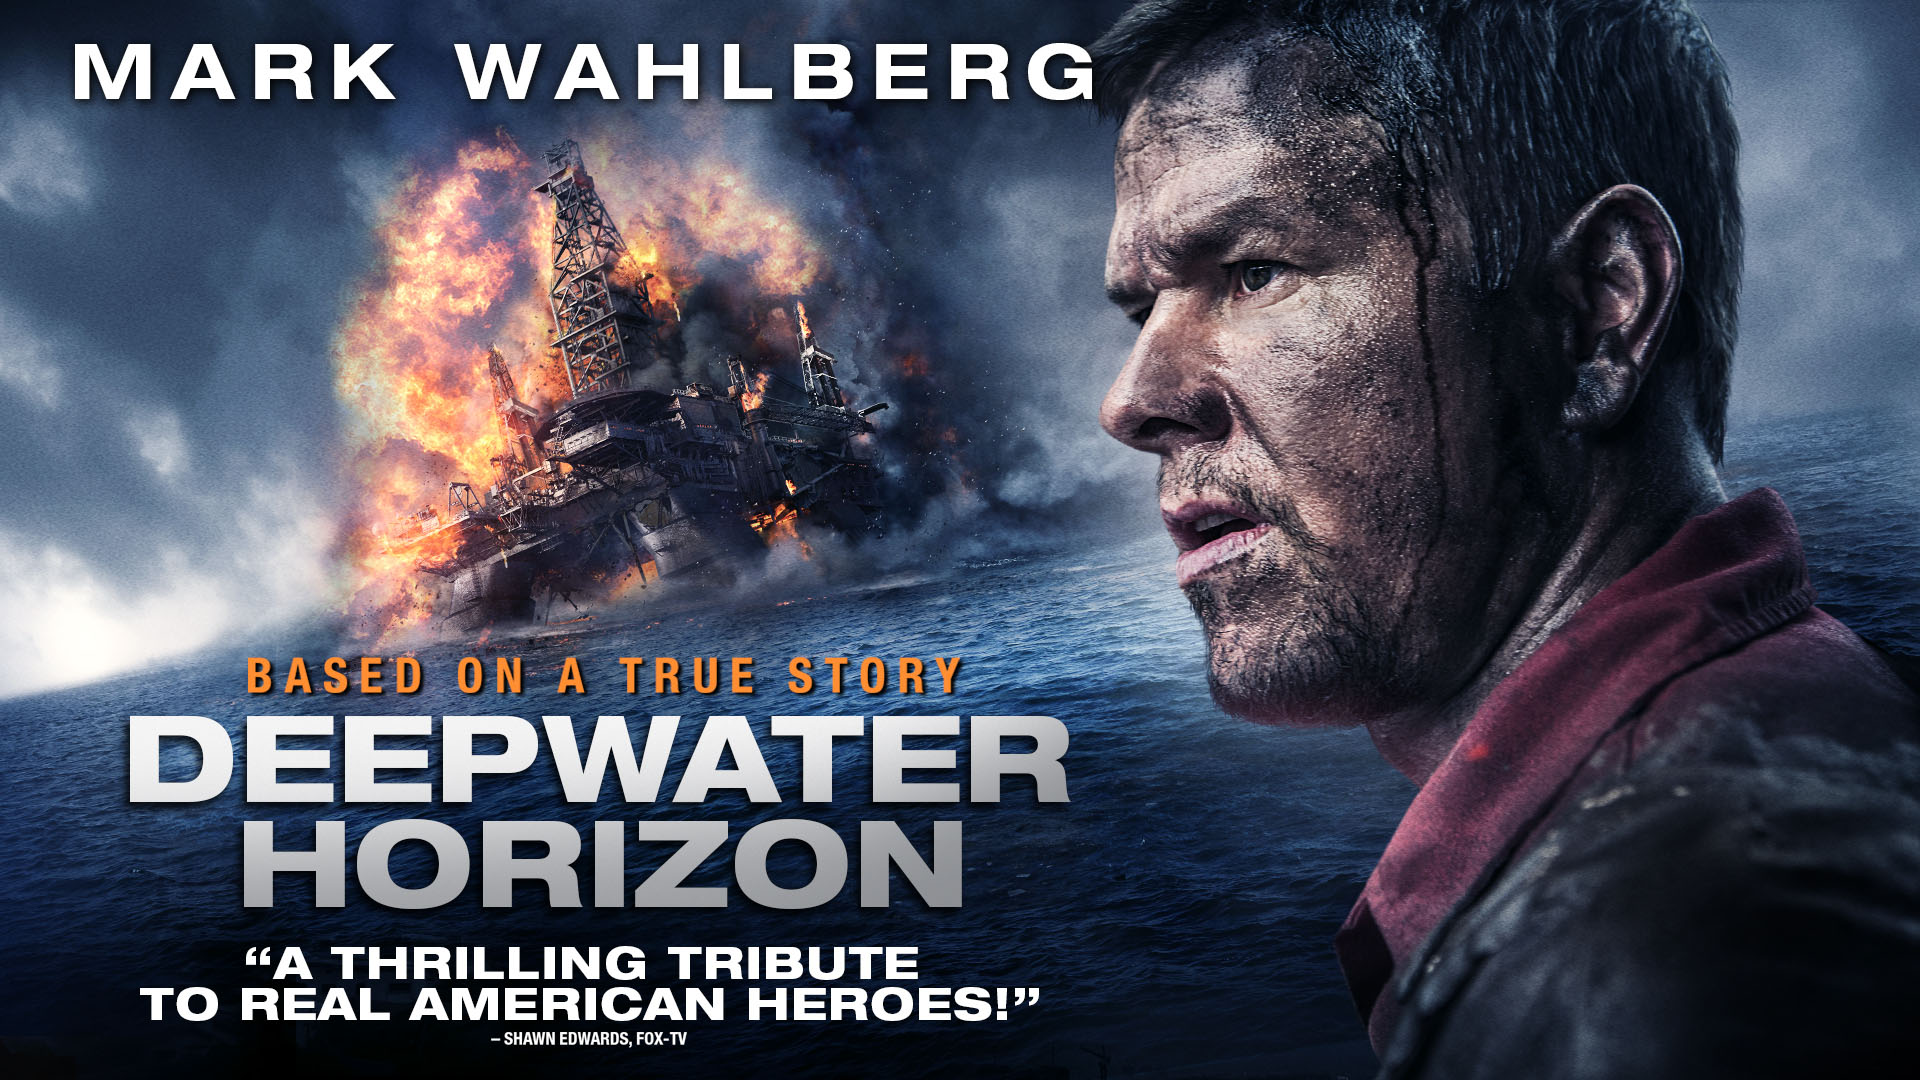 MARK WAHLBERG
BASED ON A TRUE STORY
DEEPWATER
HORIZON
“A THRILLING TRIBUTE
TO REAL AMERICAN HEROES!”
– SHAWN EDWARDS, FOX-TV